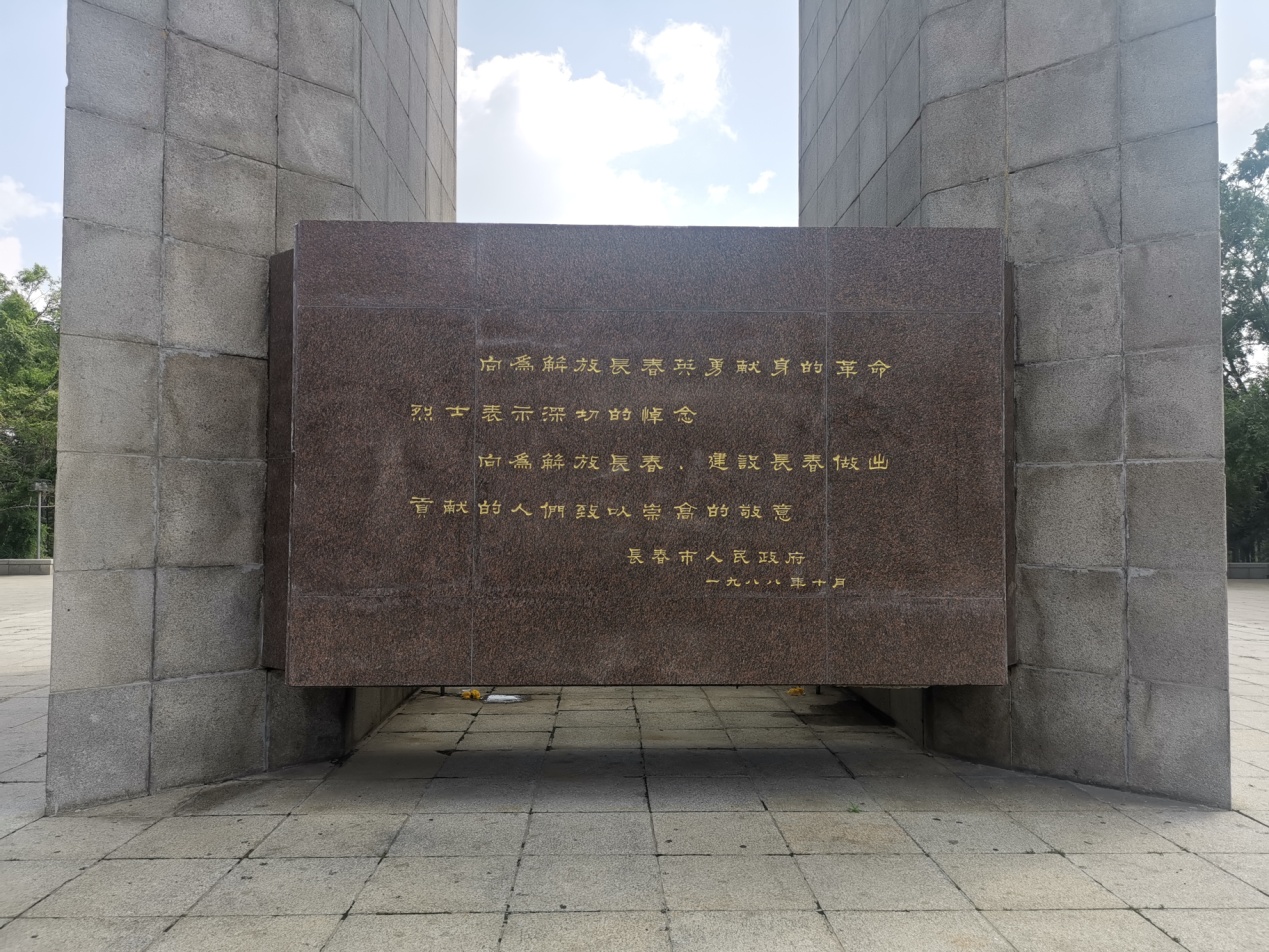 向為解放長春英勇献身的革命
烈士表示深切的悼念
向為解放長春、建設長春做出
貢献的人們致以崇高的敬意
長春市人民政府
一九八八年十月